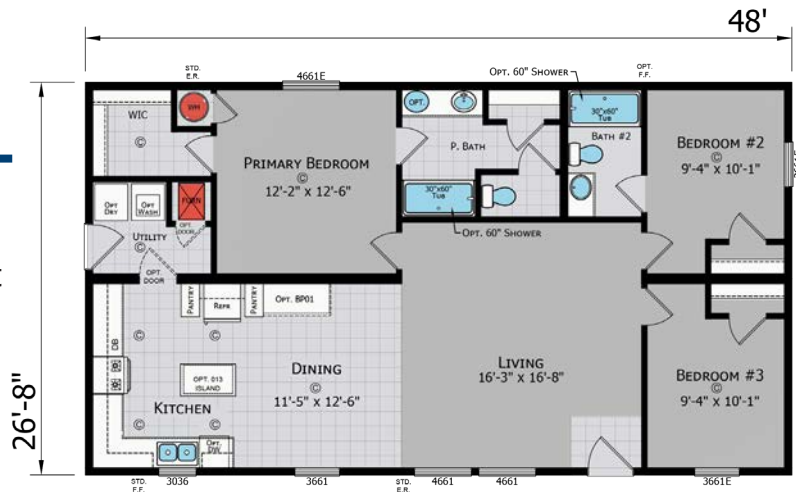 48'
26'-8"
STD.
E.R.
4661E
OPT. 60" SHOWER
OPT.
F.F.
WIC
©
WH
PRIMARY BEDROOM
©
12'-2" X 12'-6"
OPT.
P. BATH
30"x60"
TUB
OPT. 60" SHOWER
30"x60"
TUB
BATH #2
BEDROOM #2
©
9'-4" X 10'-1"
OPT
DRY
OPT
WASH
FURN
OPT.
DOOR
UTILITY
©
OPT.
DOOR
PANTRY
REFR
PANTRY
OPT. BP01
©
©
DB
OPT. 013
ISLAND
KITCHEN
©
©
OPT.
DW
DINING
©
11'-5" X 12'-6"
LIVING
©
16'-3" X 16'-8"
BEDROOM #3
©
9'-4" X 10'-1"
STD.
F.F.
3036
3661
STD.
E.R.
4661
4661
3661E